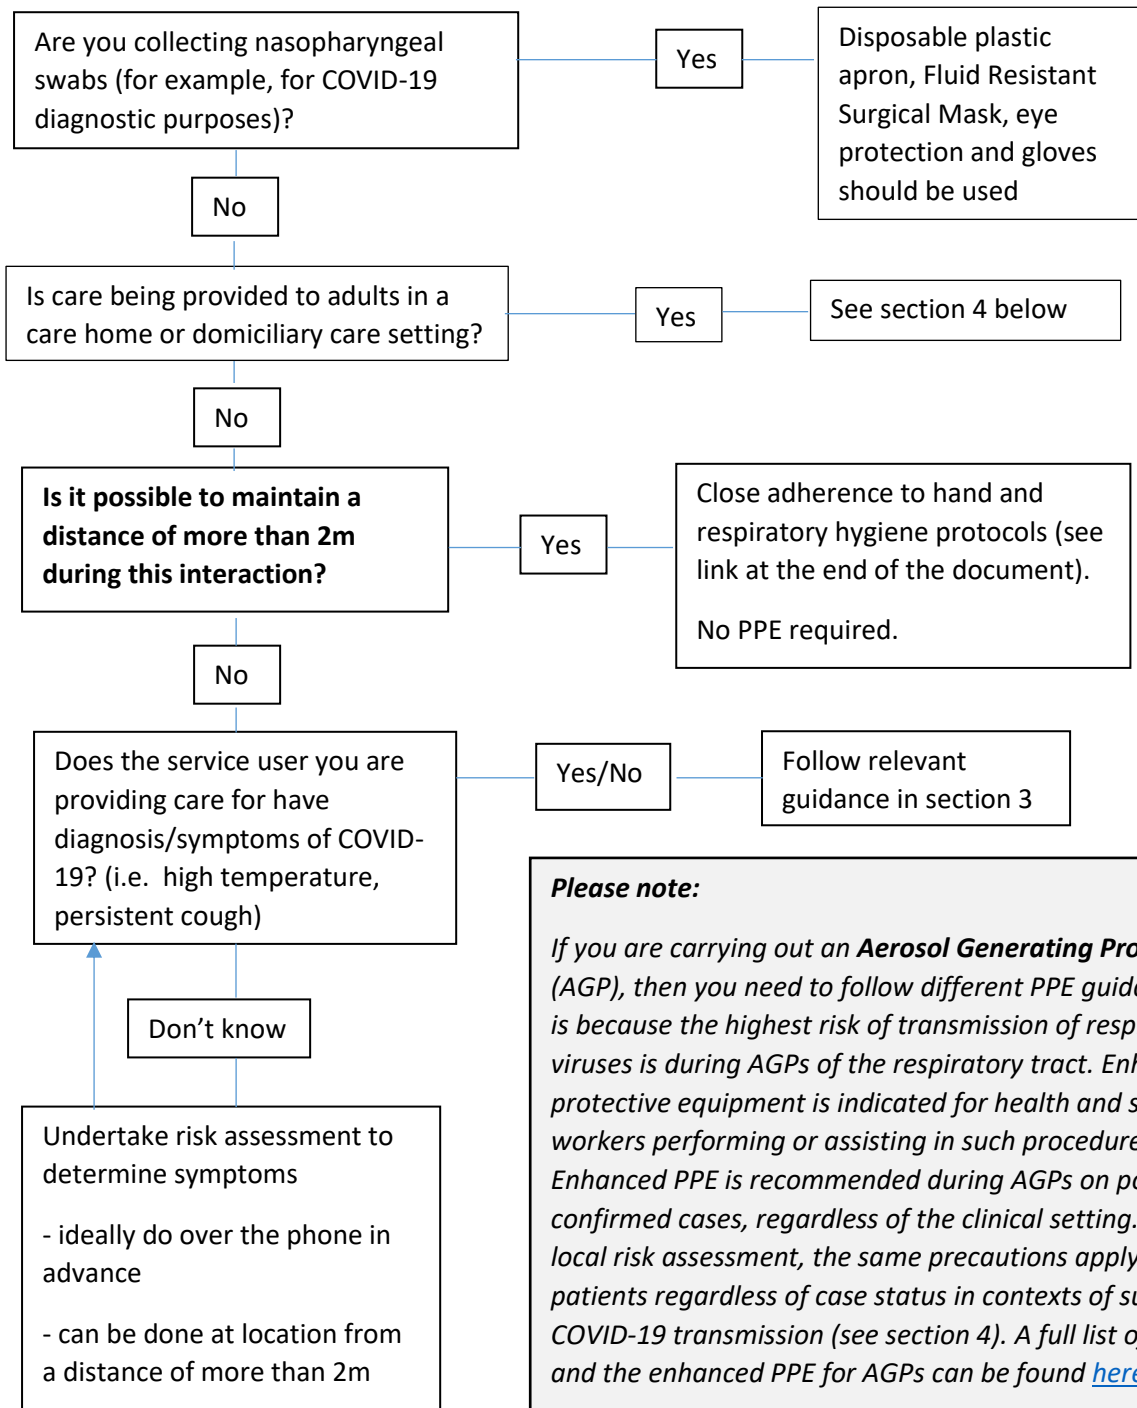 Are you collecting nasopharyngeal
swabs (for example, for COVID-19
diagnostic purposes)?
Yes
Disposable plastic
apron, Fluid Resistant
Surgical Mask, eye
protection and gloves
should be used
No
Is care being provided to adults in a
care home or domiciliary care setting?
Yes
See section 4 below
No
Is it possible to maintain a
distance of more than 2m
during this interaction?
Yes
Close adherence to hand and
respiratory hygiene protocols (see
link at the end of the document).
No PPE required.
No
Does the service user you are
providing care for have
diagnosis/symptoms of COVID-
19? (i.e. high temperature,
persistent cough)
Yes/No
Follow relevant
guidance in section 3
Don't know
Undertake risk assessment to
determine symptoms
- ideally do over the phone in
advance
- can be done at location from
a distance of more than 2m
Please note:
If you are carrying out an Aerosol Generating Pro
(AGP), then you need to follow different PPE guida
is because the highest risk of transmission of resp
viruses is during AGPs of the respiratory tract. Enh
protective equipment is indicated for health and s
workers performing or assisting in such procedure
Enhanced PPE is recommended during AGPs on po
confirmed cases, regardless of the clinical setting.
local risk assessment, the same precautions apply
patients regardless of case status in contexts of su
COVID-19 transmission (see section 4). A full list o
and the enhanced PPE for AGPs can be found here